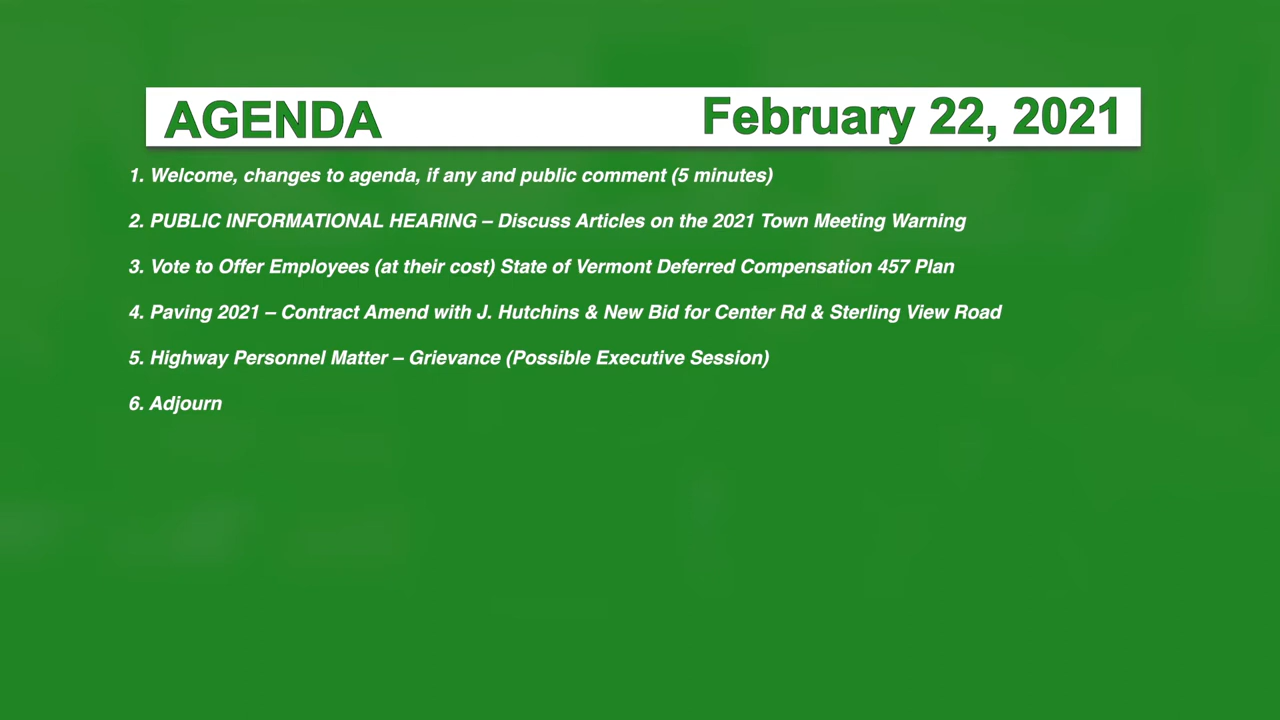 AGENDA February 22, 2021
1. Welcome, changes to agenda, if any and public comment (5 minutes)
2. PUBLIC INFORMATIONAL HEARING – Discuss Articles on the 2021 Town Meeting Warning
3. Vote to Offer Employees (at their cost) State of Vermont Deferred Compensation 457 Plan
4. Paving 2021 – Contract Amend with J. Hutchins & New Bid for Center Rd & Sterling View Road
5. Highway Personnel Matter – Grievance (Possible Executive Session)
6. Adjourn